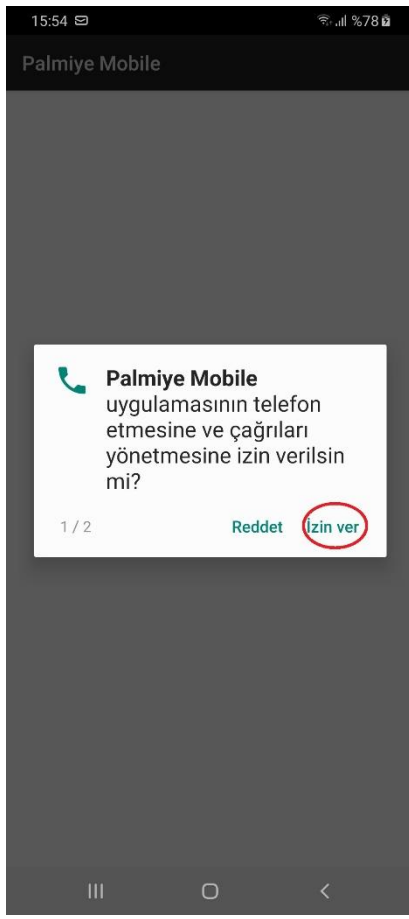 15:54 %78
Palmiye Mobile
Palmiye Mobile
uygulamasının telefon
etmesine ve çağrıları
yönetmesine izin verilsin
mi?
1 / 2 Reddet İzin ver